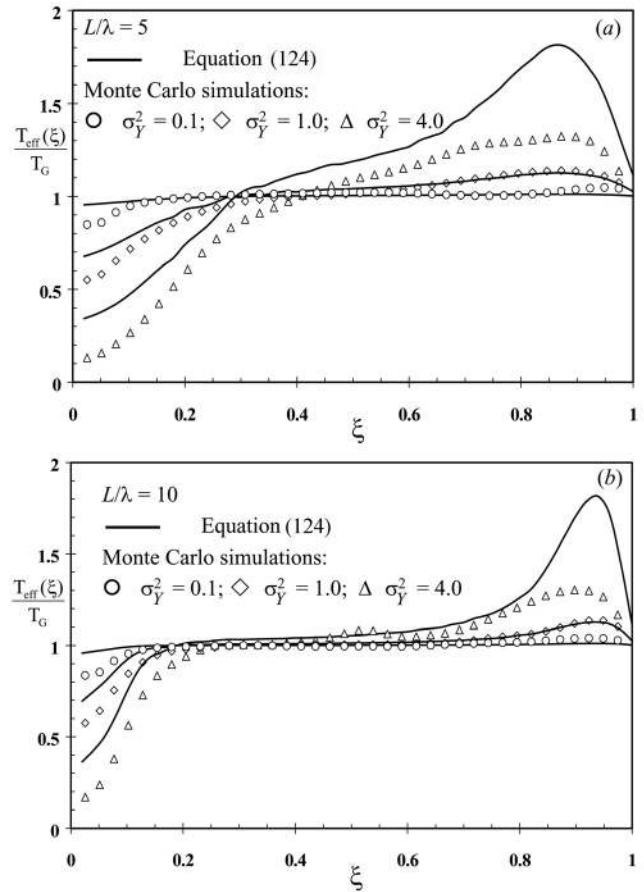 2
(a)
L/λ = 5
Equation (124)
1.5
Monte Carlo simulations:
σ²_Y = 0.1; σ²_Y = 1.0; Δ σ²_Y = 4.0
T_eff(ξ)
T_G
1
0.5
0
0 0.2 0.4 0.6 0.8 1
ξ
2
(b)
L/λ = 10
Equation (124)
1.5
Monte Carlo simulations:
σ²_Y = 0.1; σ²_Y = 1.0; Δ σ²_Y = 4.0
T_eff(ξ)
T_G
1
0.5
0
0 0.2 0.4 0.6 0.8 1
ξ